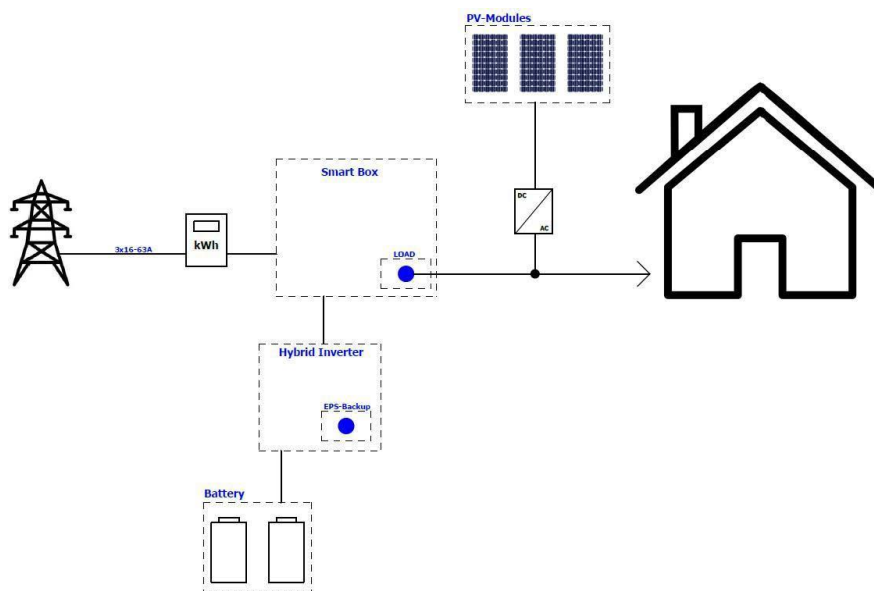 PV-Modules
DC
AC
Smart Box
kWh
3x16-63A
LOAD
Hybrid Inverter
EPS-Backup
Battery